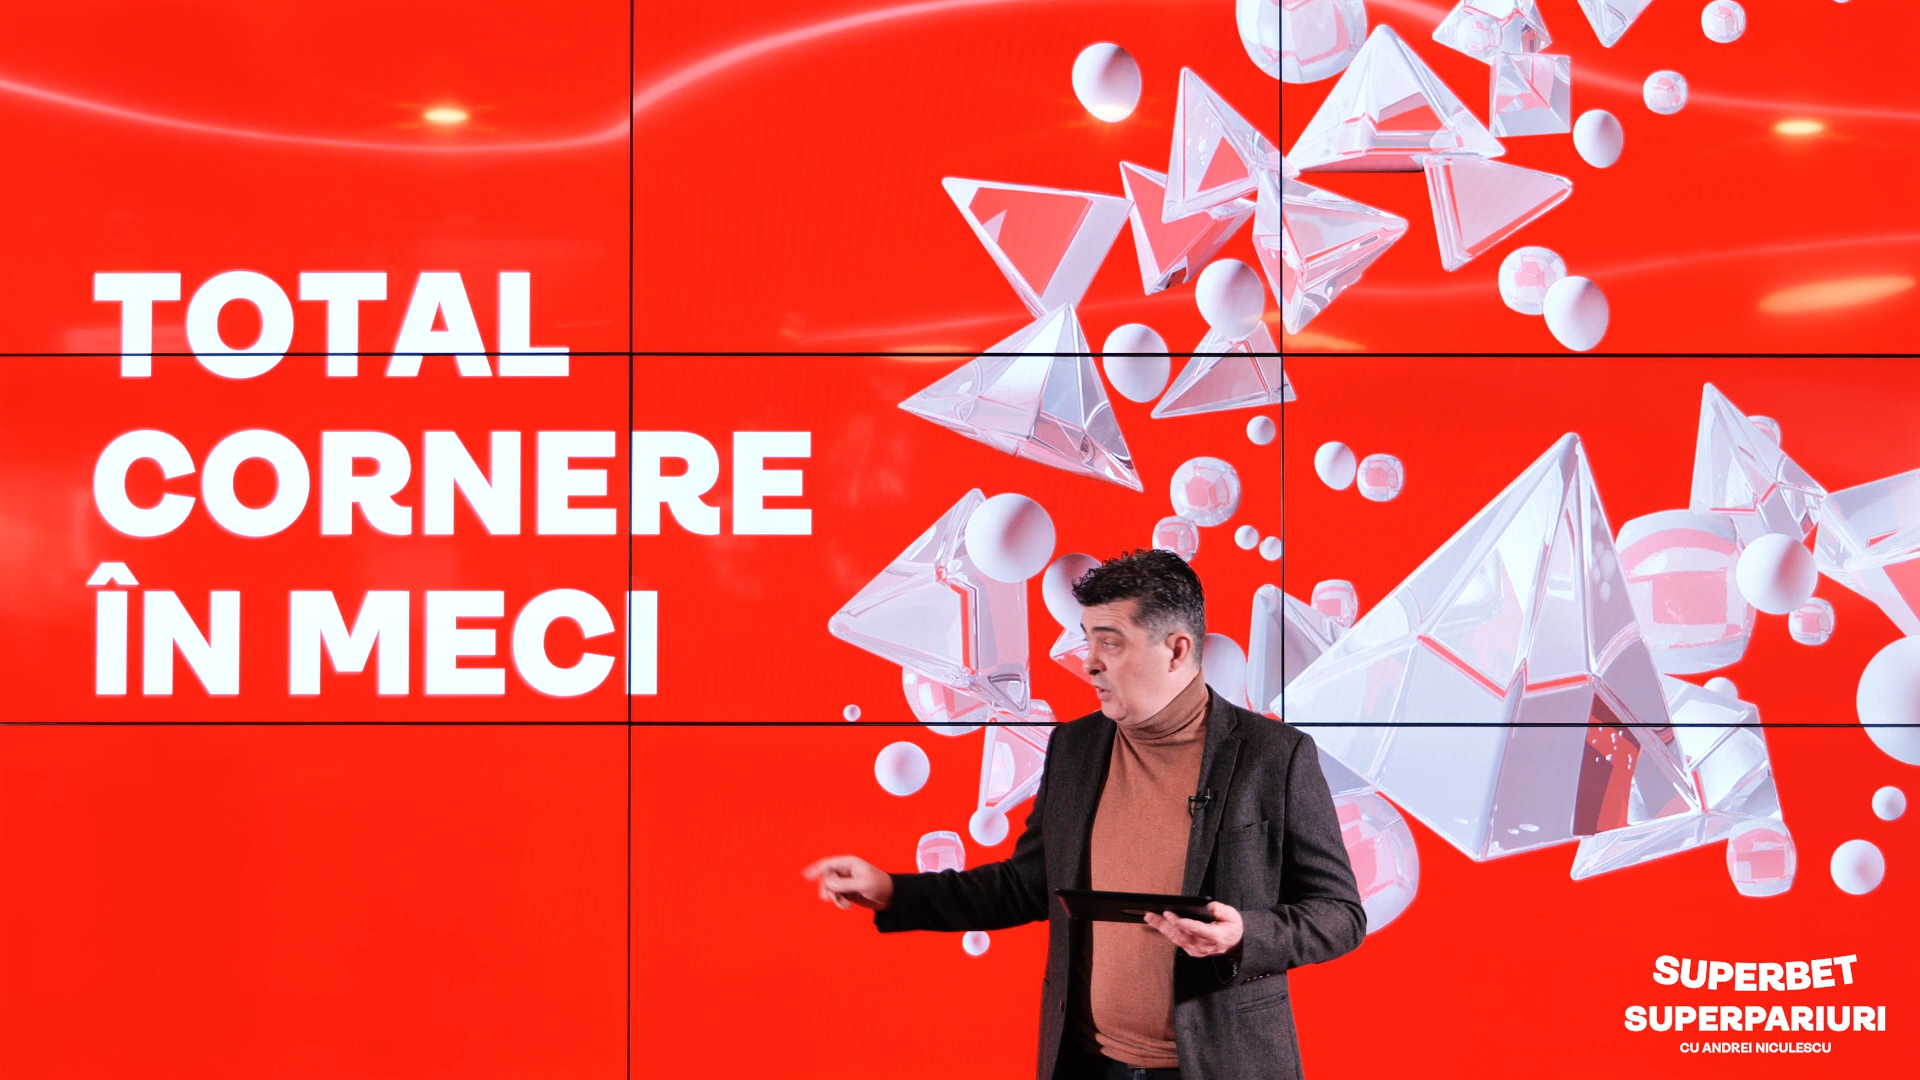 TOTAL
CORNERE
ÎN MECI
SUPERBET
SUPERPARIURI
CU ANDREI NICULESCU